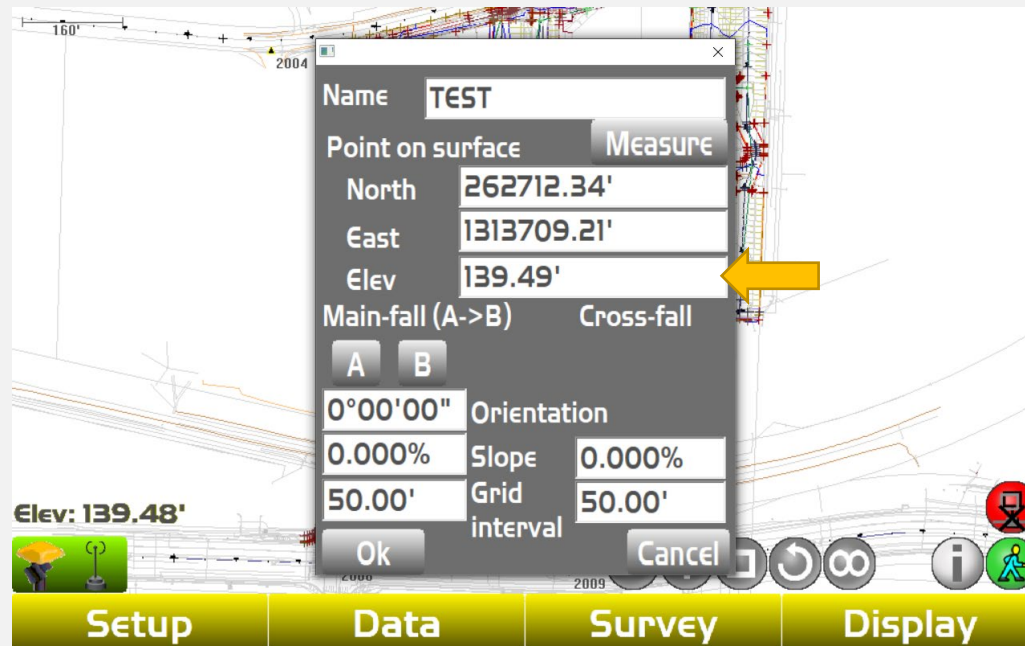 160'
2004
Name TEST
Point on surface Measure
North 262712.34'
East 1313709.21'
Elev 139.49'
Main-fall (A->B) Cross-fall
A B
0°00'00" Orientation
0.000% Slope 0.000%
50.00' Grid interval 50.00'
Elev: 139.48'
Ok Cancel
2008
2009
Setup Data Survey Display